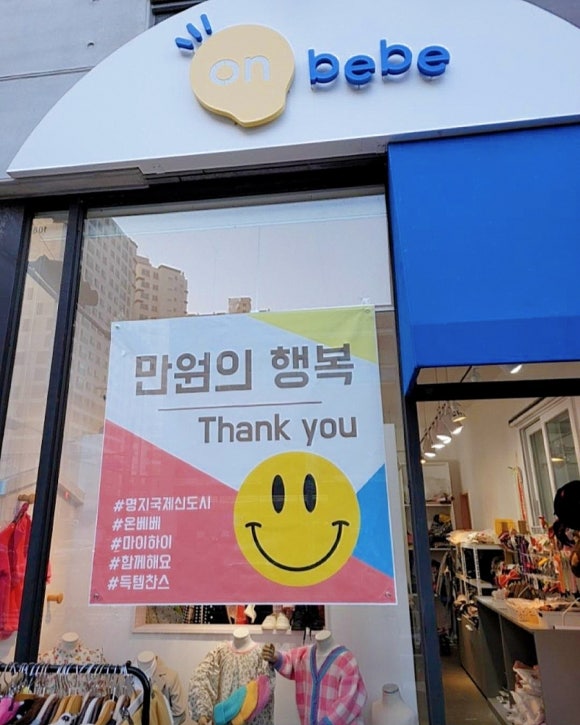 on bebe
만원의 행복
Thank you
#명지국제신도시
#온베베
#마이하이
#함께해요
#득템찬스